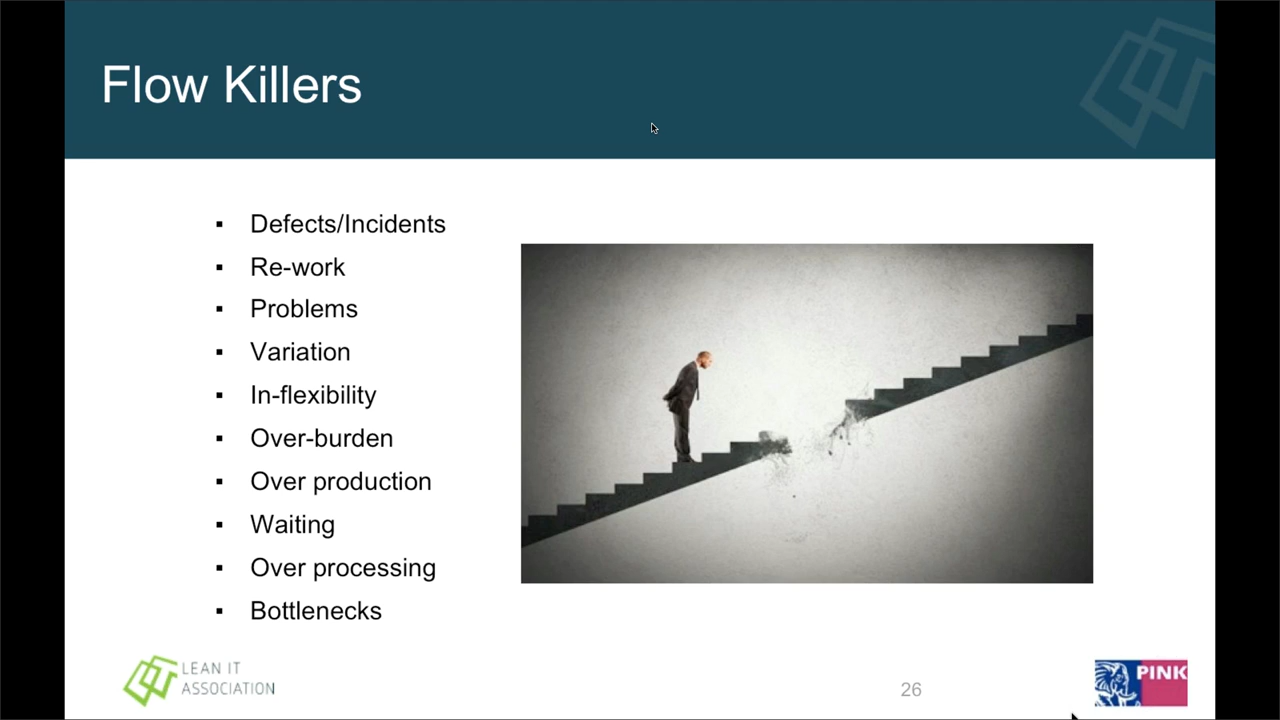 Flow Killers
▪ Defects/Incidents
▪ Re-work
▪ Problems
▪ Variation
▪ In-flexibility
▪ Over-burden
▪ Over production
▪ Waiting
▪ Over processing
▪ Bottlenecks
LEAN IT
ASSOCIATION
26
PINK